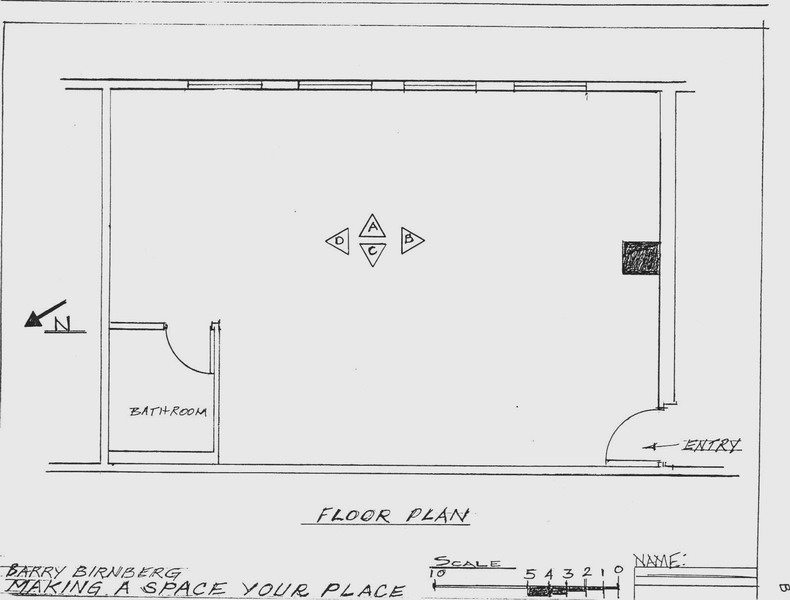 A
D
B
C
N
BATHROOM
ENTRY
FLOOR PLAN
BARRY BIRNBERG
MAKING A SPACE YOUR PLACE
SCALE
10 5 4 3 2 1 0
NAME:
B